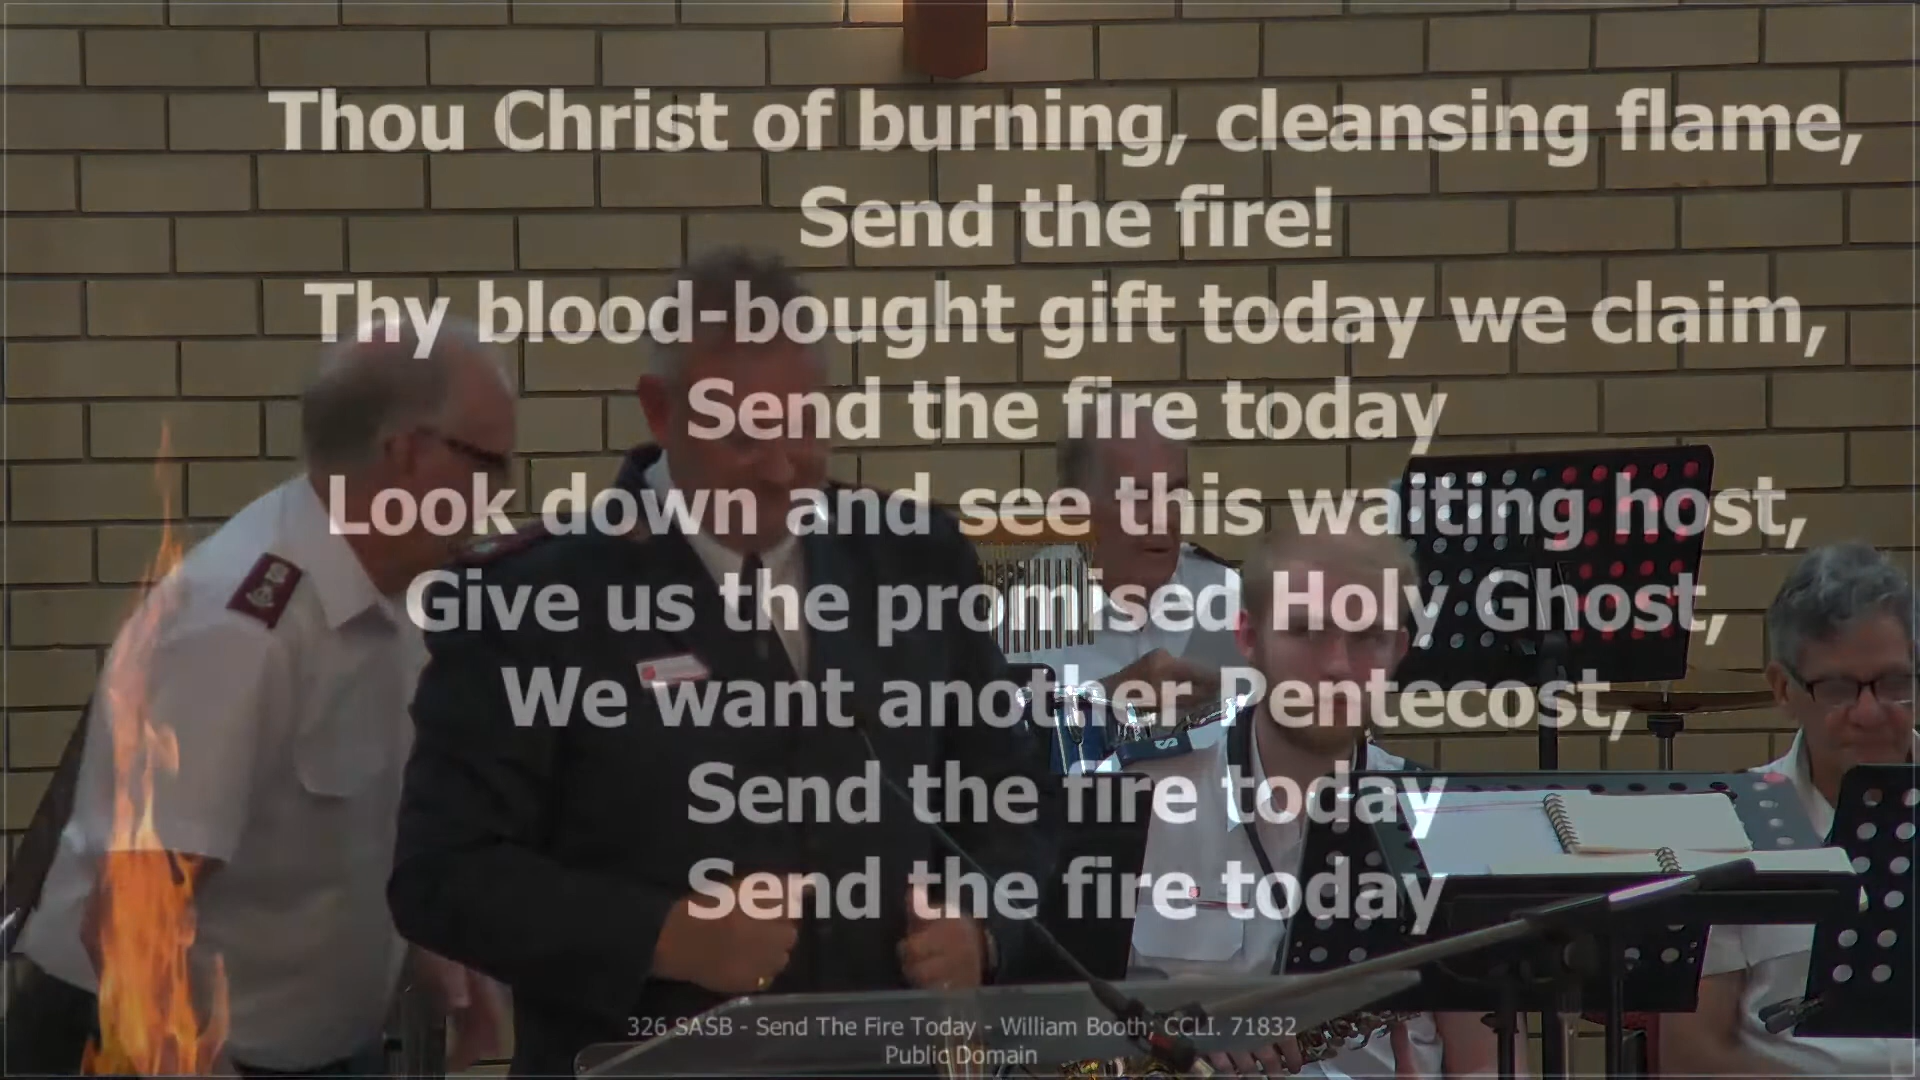 Thou Christ of burning, cleansing flame,
Send the fire!
Thy blood-bought gift today we claim,
Send the fire today
Look down and see this waiting host,
Give us the promised Holy Ghost,
We want another Pentecost,
Send the fire today
Send the fire today
326 SASB - Send The Fire Today - William Booth; CCLI. 71832
Public Domain